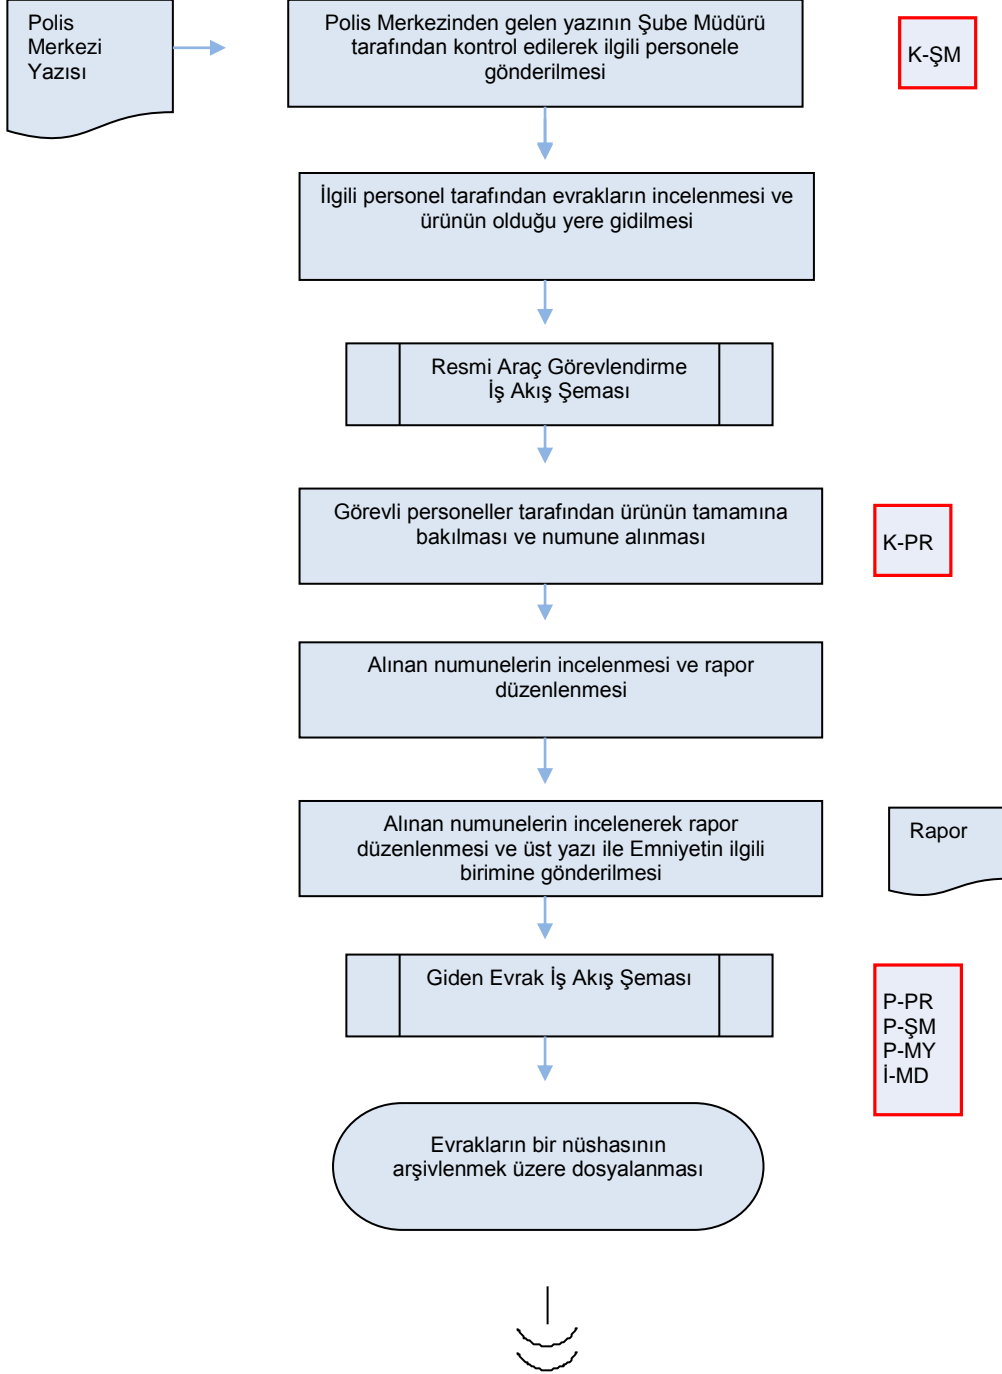 Polis
Merkezi
Yazısı
Polis Merkezinden gelen yazının Şube Müdürü
tarafından kontrol edilerek ilgili personele
gönderilmesi
K-ŞM
İlgili personel tarafından evrakların incelenmesi ve
ürünün olduğu yere gidilmesi
Resmi Araç Görevlendirme
İş Akış Şeması
Görevli personeller tarafından ürünün tamamına
bakılması ve numune alınması
K-PR
Alınan numunelerin incelenmesi ve rapor
düzenlenmesi
Alınan numunelerin incelenerek rapor
düzenlenmesi ve üst yazı ile Emniyetin ilgili
birimine gönderilmesi
Rapor
Giden Evrak İş Akış Şeması
P-PR
P-ŞM
P-MY
İ-MD
Evrakların bir nüshasının
arşivlenmek üzere dosyalanması